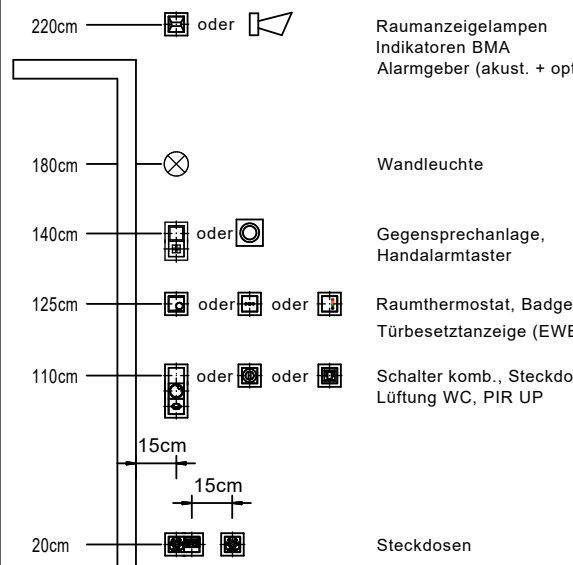 220cm oder Raumanzeigelampen
Indikatoren BMA
Alarmgeber (akust. + opt
180cm Wandleuchte
140cm oder Gegensprechanlage,
Handalarmtaster
125cm oder oder Raumthermostat, Badge
Türbesetztanzeige (EWE
110cm oder oder Schalter komb., Steckdo
Lüftung WC, PIR UP
15cm
15cm
20cm Steckdosen